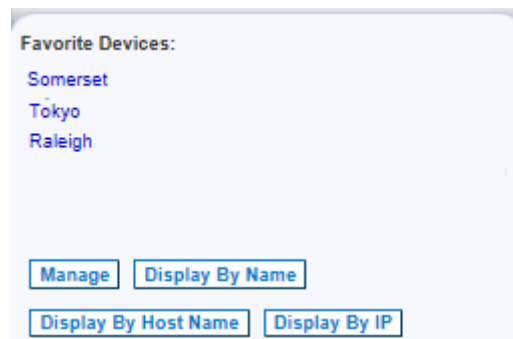 Favorite Devices:
Somerset
Tokyo
Raleigh
Manage Display By Name
Display By Host Name Display By IP